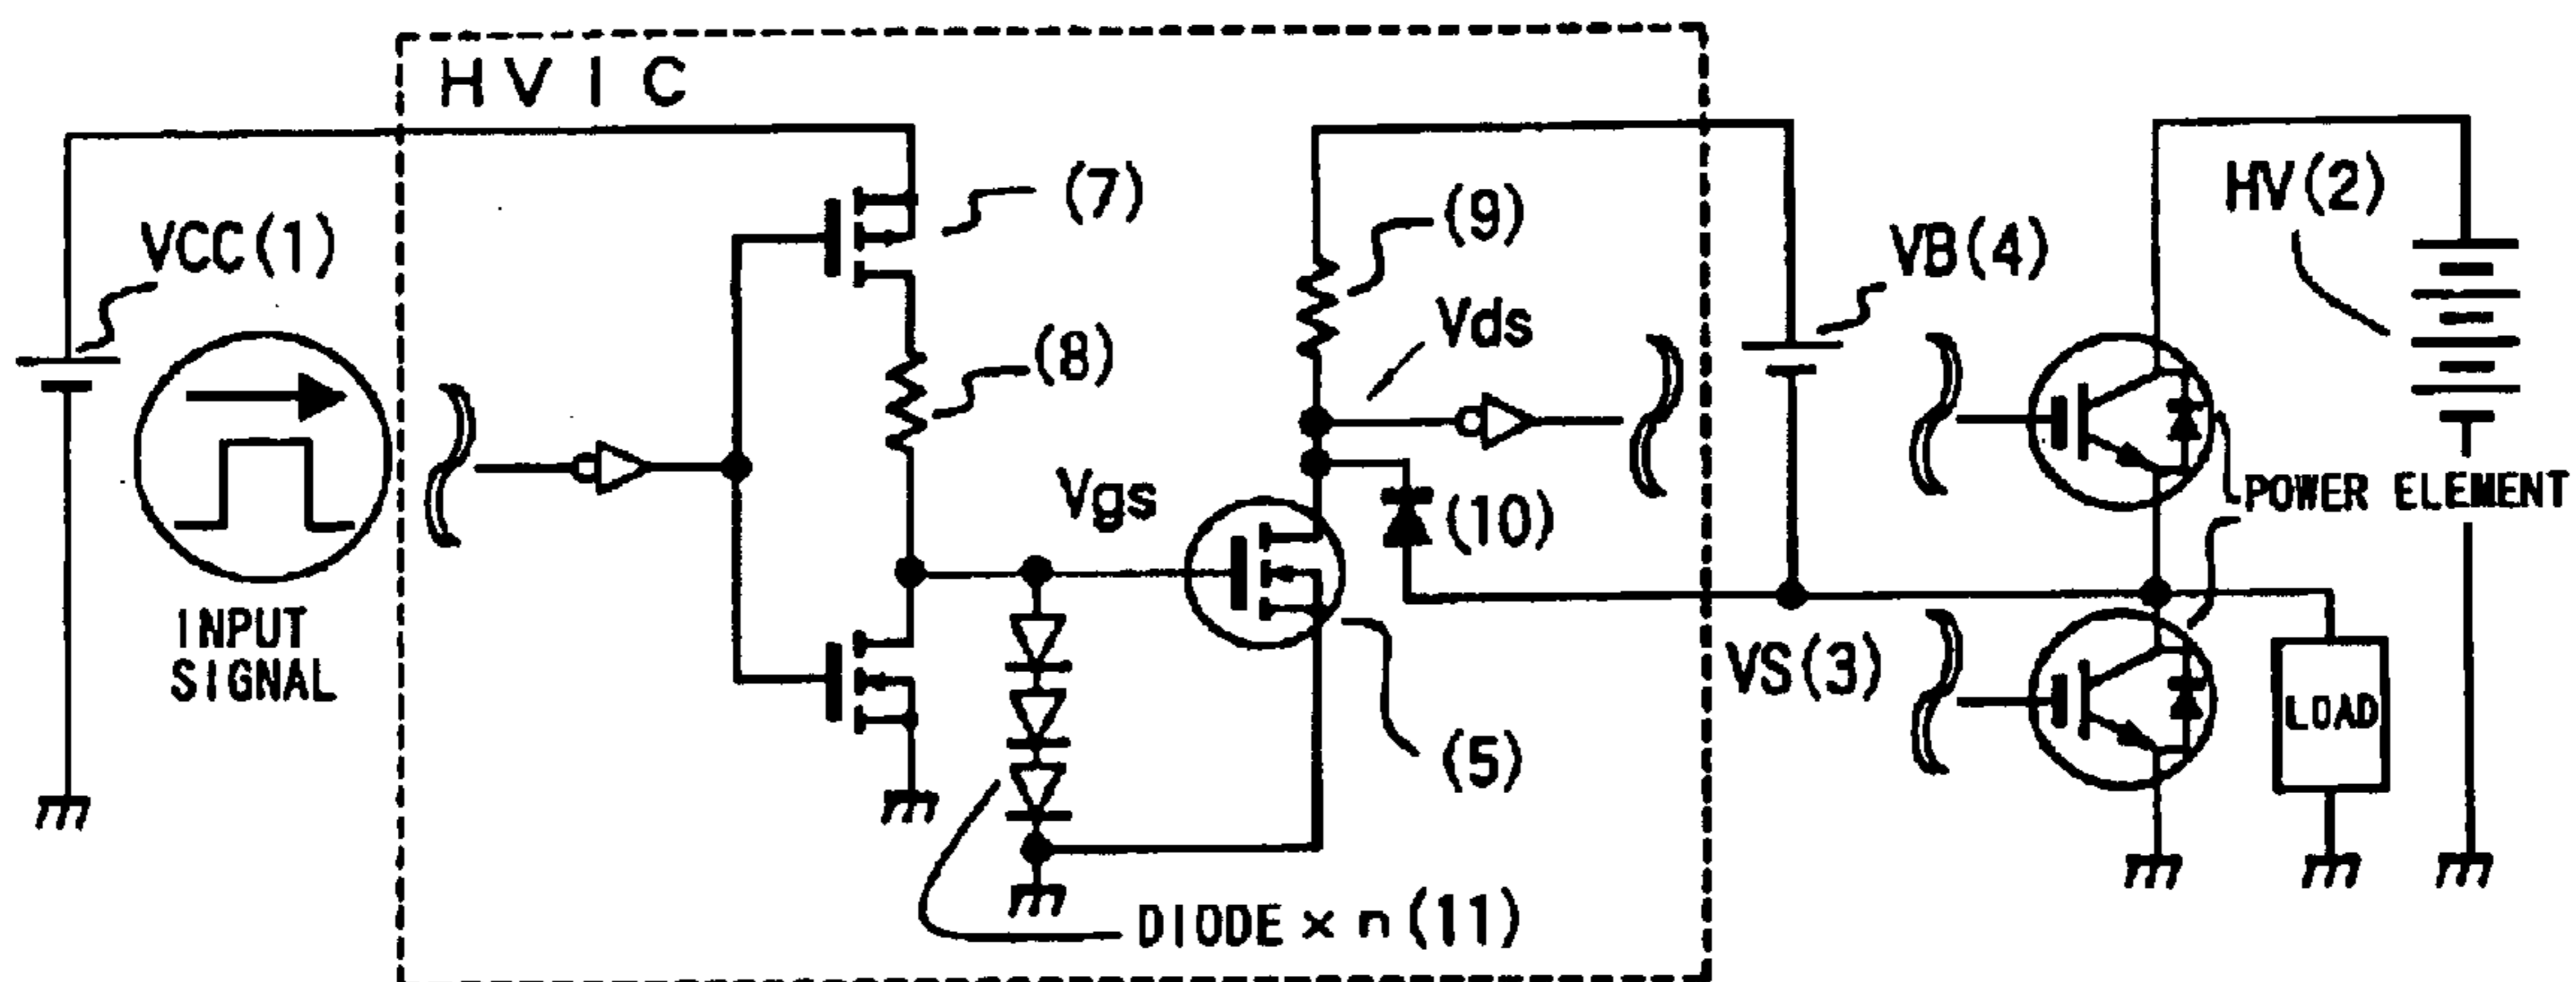 HVIC
VCC(1)
(7)
(9)
VB(4)
HV(2)
Vds
(8)
Vgs
(10)
POWER ELEMENT
INPUT
SIGNAL
VS(3)
LOAD
(5)
DIODE × n (11)